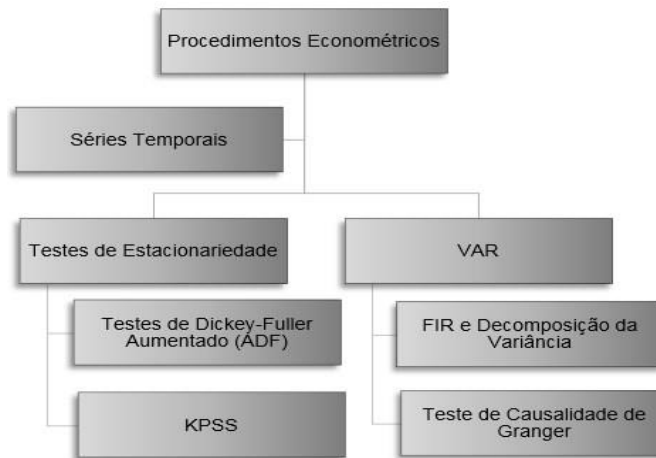 Procedimentos Econométricos
Séries Temporais
Testes de Estacionariedade
VAR
Testes de Dickey-Fuller
Aumentado (ADF)
FIR e Decomposição da
Variância
KPSS
Teste de Causalidade de
Granger